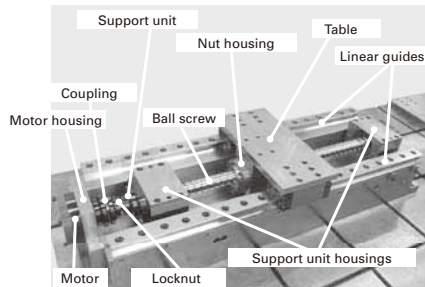 Support unit
Nut housing
Table
Linear guides
Coupling
Motor housing
Ball screw
Support unit housings
Motor
Locknut